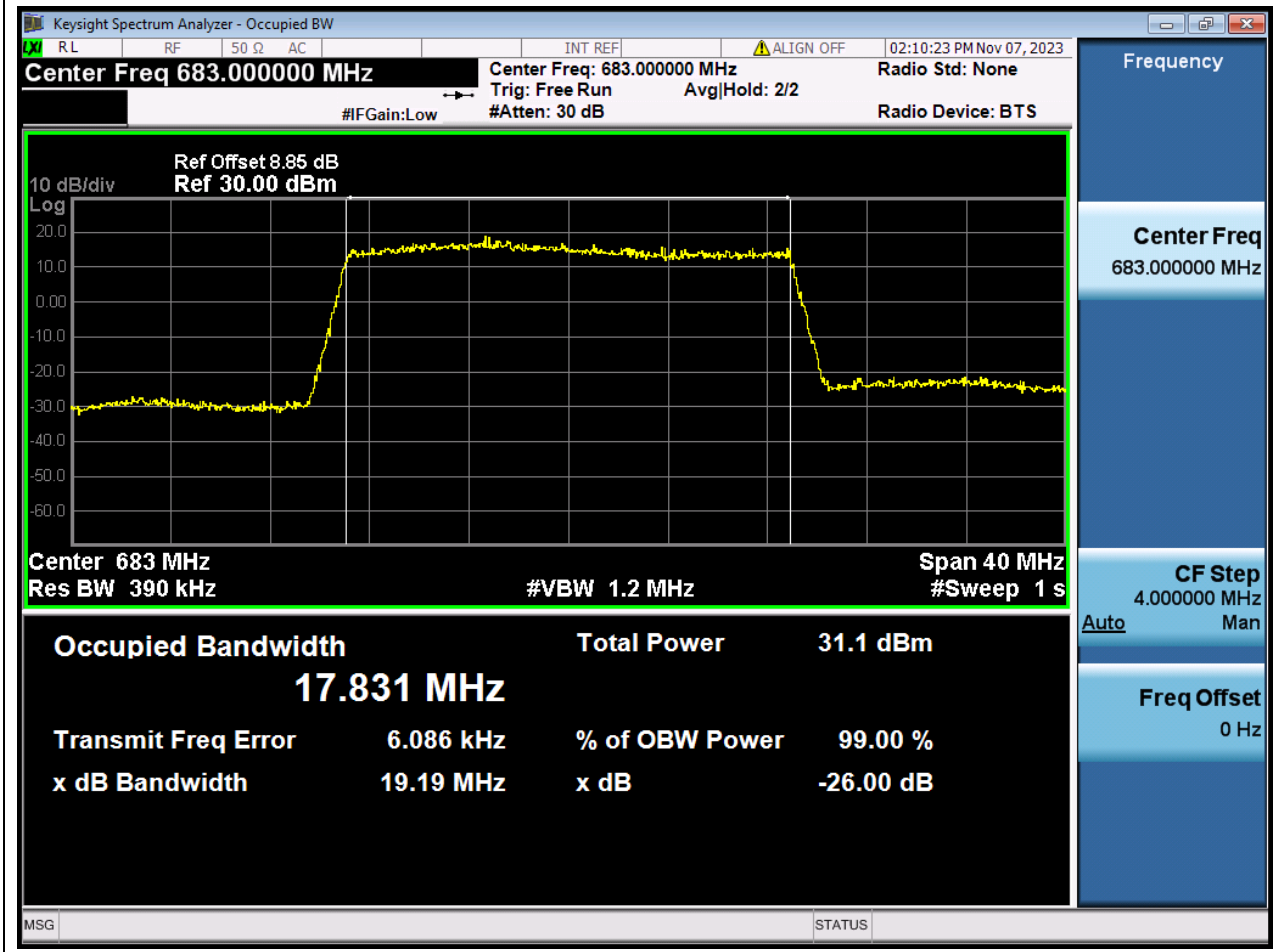 Keysight Spectrum Analyzer - Occupied BW
LXI RL RF 50 Ω AC INT REF ALIGN OFF 02:10:23 PM Nov 07, 2023
Center Freq 683.000000 MHz
#IFGain:Low
Center Freq: 683.000000 MHz
Trig: Free Run Avg|Hold: 2/2
#Atten: 30 dB
Radio Std: None
Radio Device: BTS
Ref Offset 8.85 dB
10 dB/div Ref 30.00 dBm
Log
20.0
10.0
0.00
-10.0
-20.0
-30.0
-40.0
-50.0
-60.0
Center 683 MHz Span 40 MHz
Res BW 390 kHz #VBW 1.2 MHz #Sweep 1 s
Occupied Bandwidth Total Power 31.1 dBm
17.831 MHz
Transmit Freq Error 6.086 kHz % of OBW Power 99.00 %
x dB Bandwidth 19.19 MHz x dB -26.00 dB
MSG STATUS
Frequency
Center Freq
683.000000 MHz
CF Step
4.000000 MHz
Auto Man
Freq Offset
0 Hz